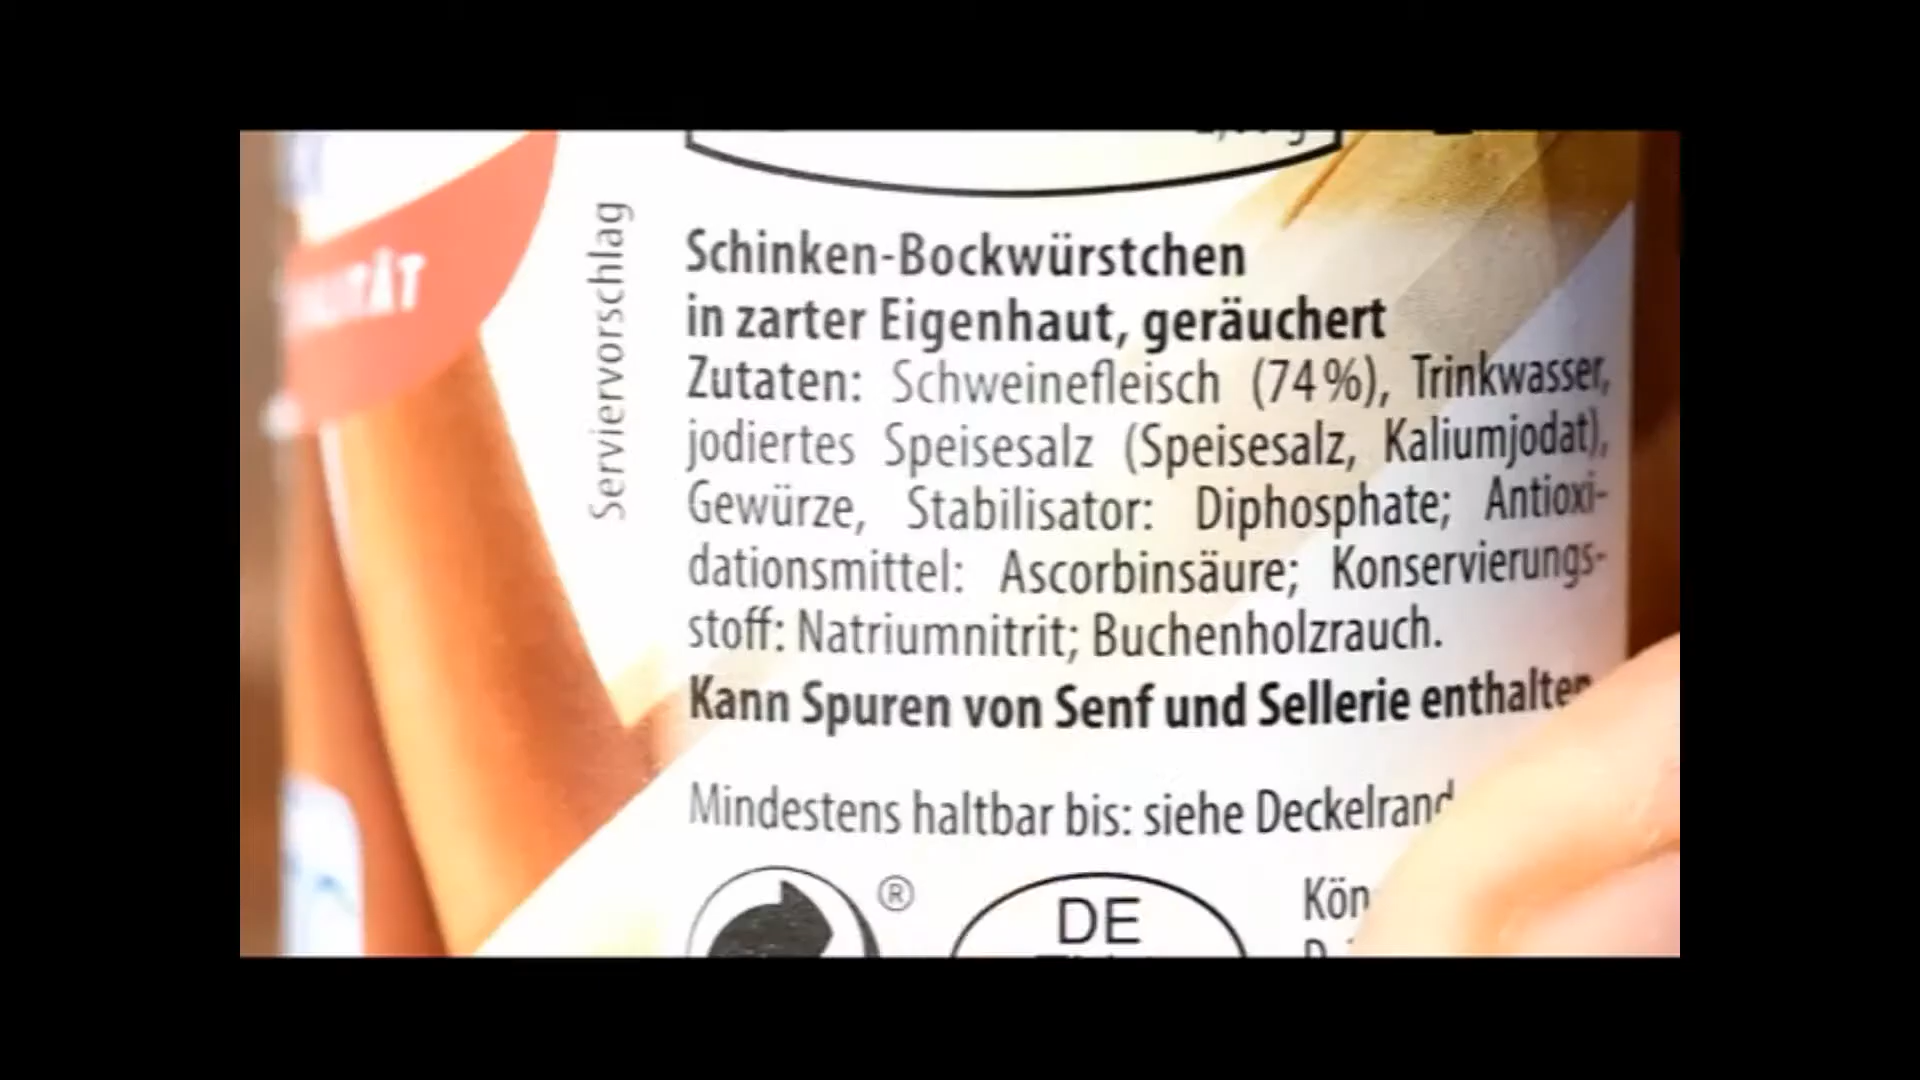 Serviervorschlag
Schinken-Bockwürstchen
in zarter Eigenhaut, geräuchert
Zutaten: Schweinefleisch (74%), Trinkwasser,
jodiertes Speisesalz (Speisesalz, Kaliumjodat),
Gewürze, Stabilisator: Diphosphate; Antioxi-
dationsmittel: Ascorbinsäure; Konservierungs-
stoff: Natriumnitrit; Buchenholzrauch.
Kann Spuren von Senf und Sellerie enthalten
Mindestens haltbar bis: siehe Deckelrand
®
DE